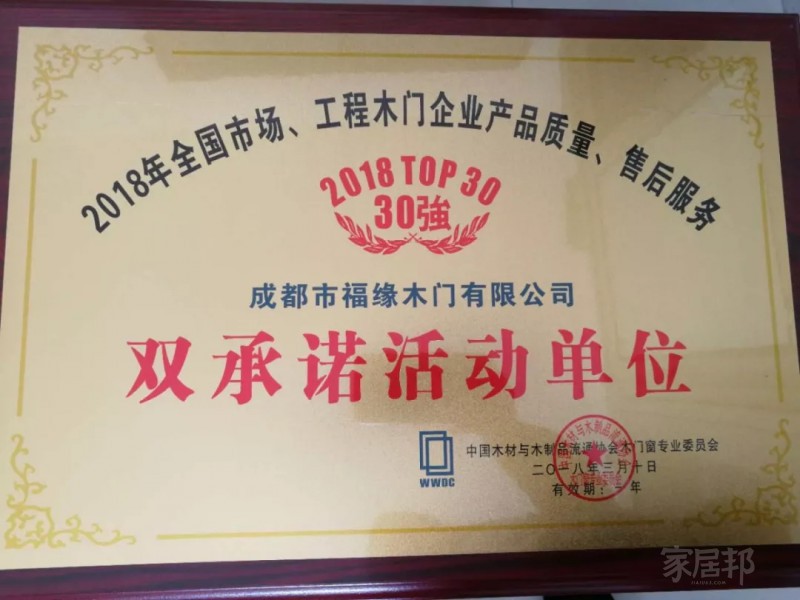 2018年全国市场、工程木门企业产品质量、售后服务
2018 TOP 30
30強
成都市福缘木门有限公司
双承诺活动单位
WWDC
中国木材与木制品流通协会木门窗专业委员会
二〇一八年三月十日
有效期：一年
家居邦